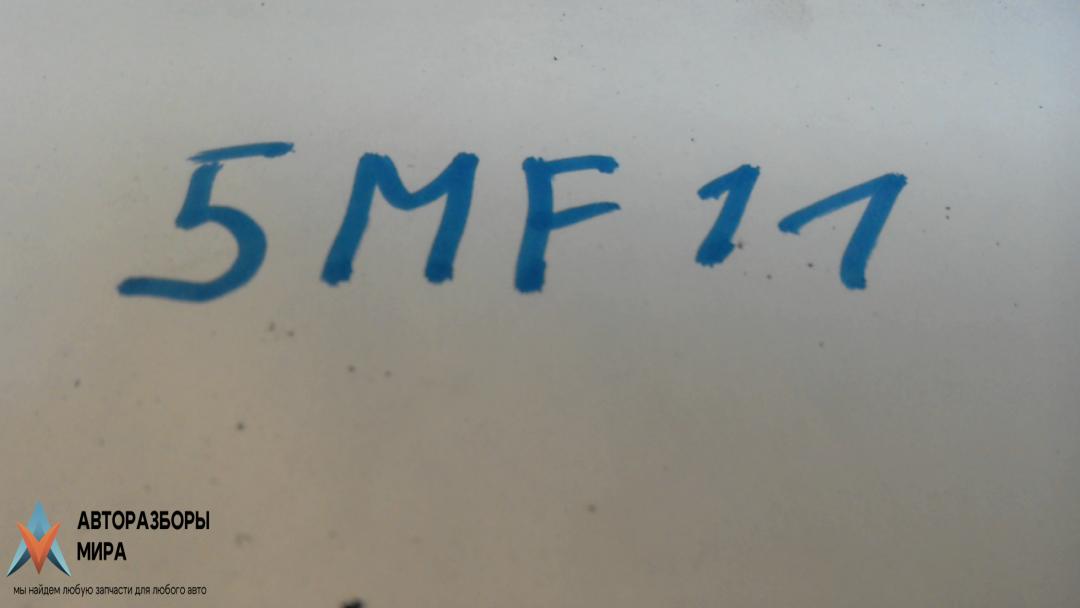 5MF11
АВТОРАЗБОРЫ
МИРА
мы найдем любую запчасти для любого авто